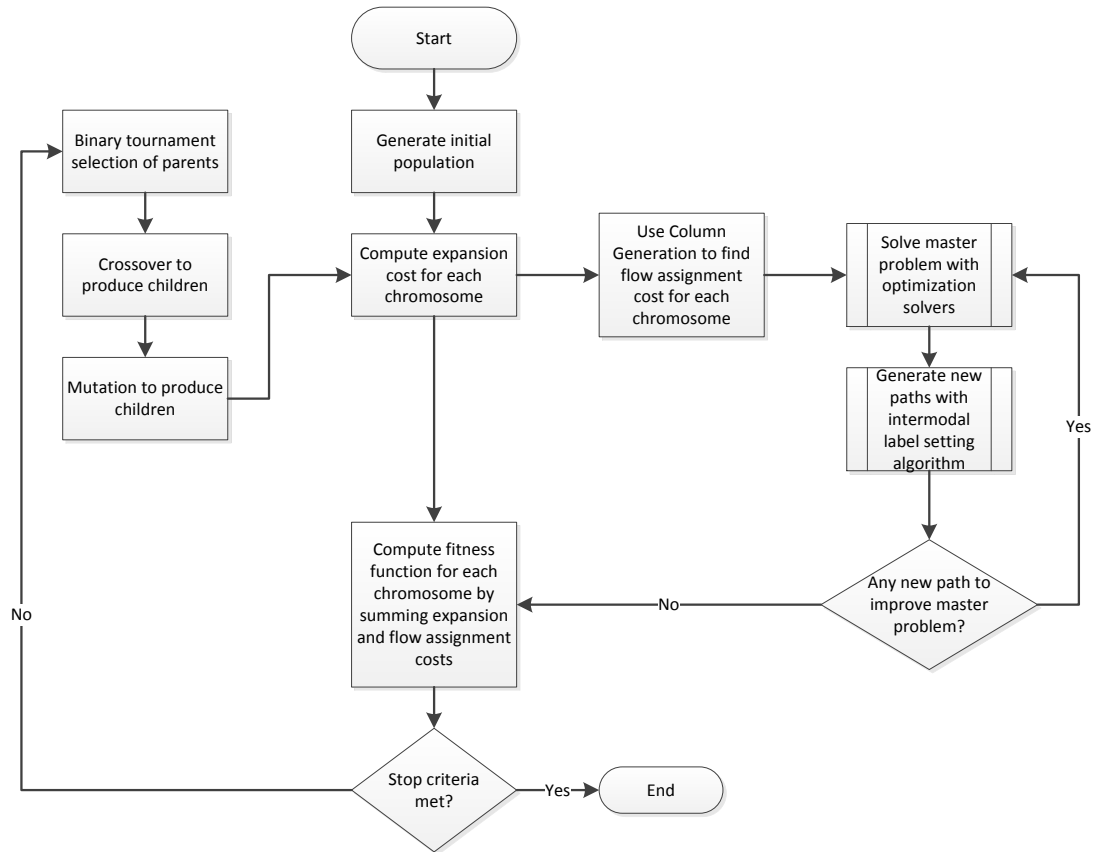 Start
Generate initial
population
Binary tournament
selection of parents
Crossover to
produce children
Mutation to produce
children
Compute expansion
cost for each
chromosome
Use Column
Generation to find
flow assignment
cost for each
chromosome
Solve master
problem with
optimization
solvers
Generate new
paths with
intermodal
label setting
algorithm
Yes
Any new path to
improve master
problem?
No
Compute fitness
function for each
chromosome by
summing expansion
and flow assignment
costs
No
Stop criteria
met?
Yes
End